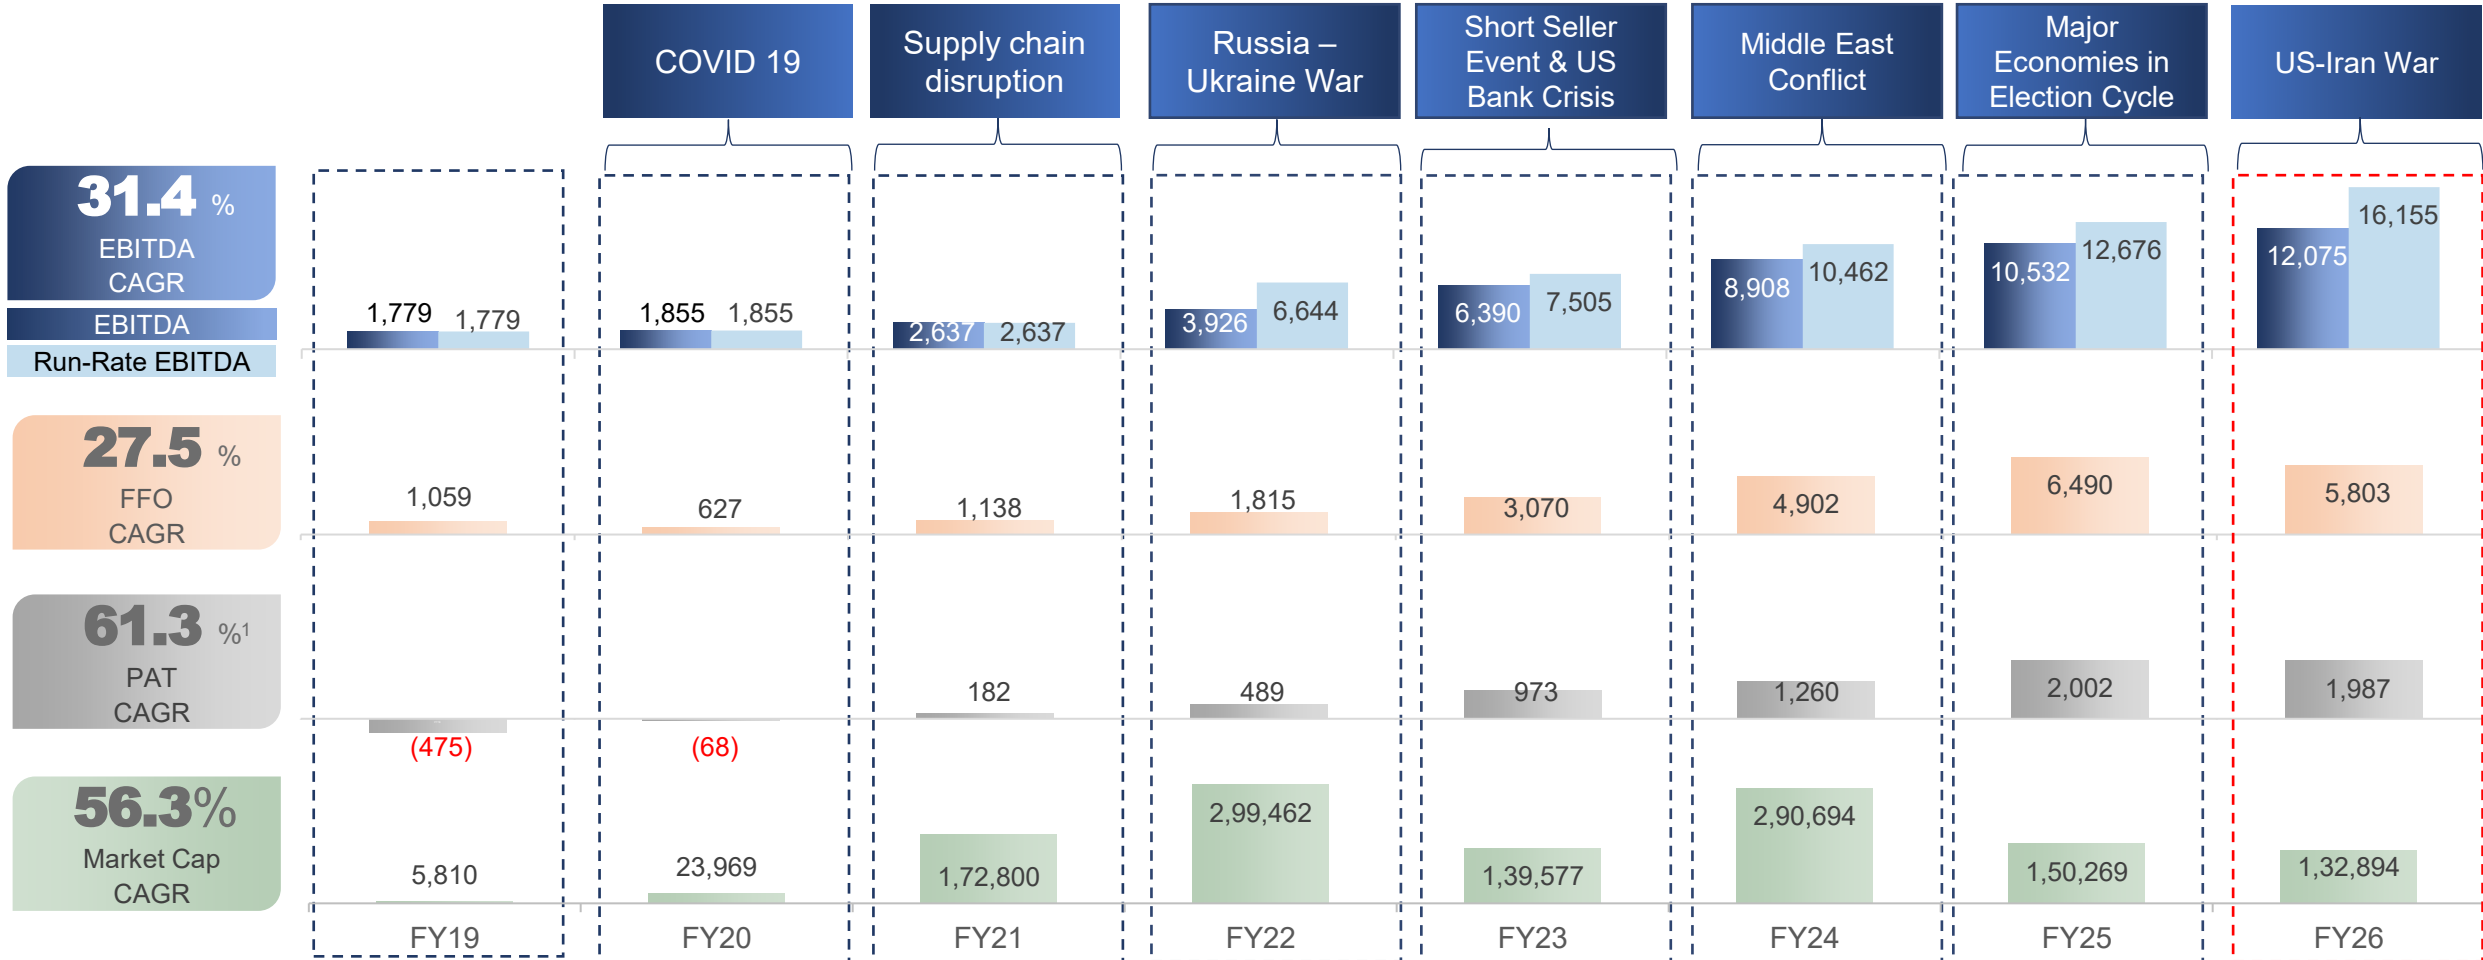 COVID 19
Supply chain
disruption
Russia –
Ukraine War
Short Seller
Event & US
Bank Crisis
Middle East
Conflict
Major
Economies in
Election Cycle
US-Iran War
31.4 %
EBITDA
CAGR
EBITDA
Run-Rate EBITDA
1,779 1,779
1,855 1,855
2,637 2,637
3,926 6,644
6,390 7,505
8,908 10,462
10,532 12,676
12,075 16,155
27.5 %
FFO
CAGR
1,059 627 1,138 1,815 3,070 4,902 6,490 5,803
61.3 %¹
PAT
CAGR
(475) (68) 182 489 973 1,260 2,002 1,987
56.3%
Market Cap
CAGR
5,810 23,969 1,72,800 2,99,462 1,39,577 2,90,694 1,50,269 1,32,894
FY19 FY20 FY21 FY22 FY23 FY24 FY25 FY26